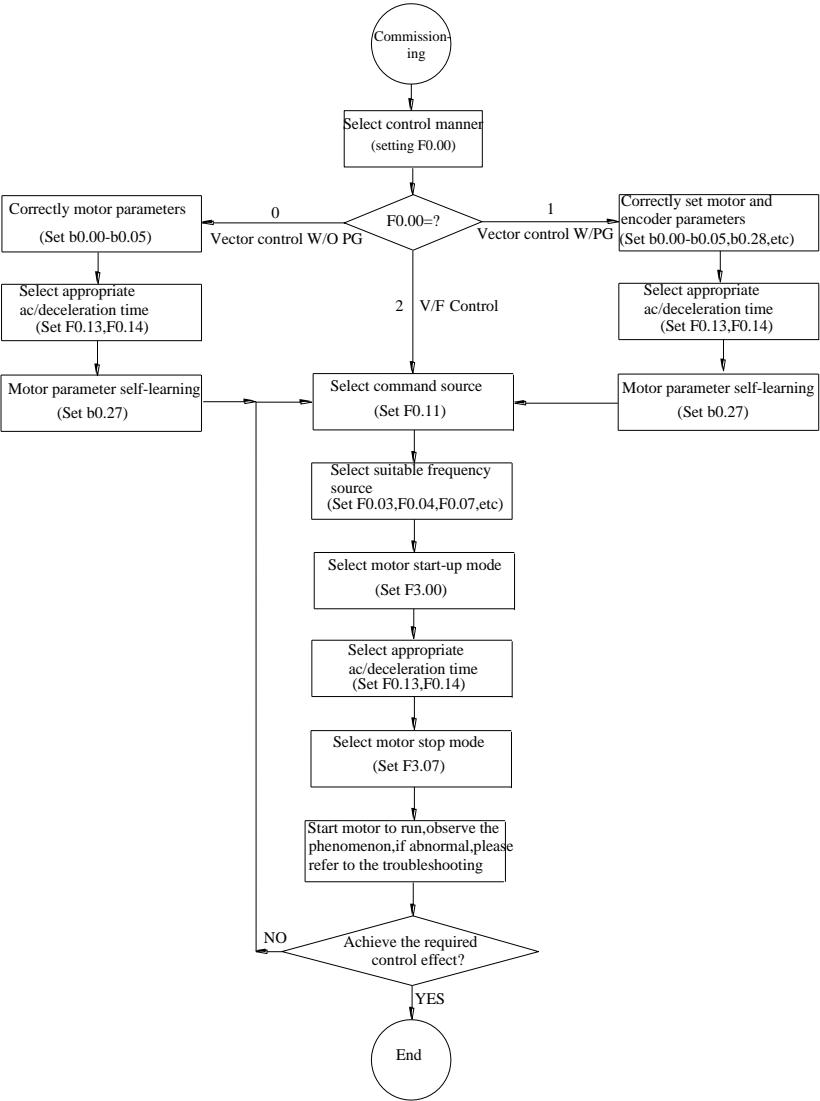 Commission-
ing
Select control manner
(setting F0.00)
F0.00=?
0
Vector control W/O PG
1
Vector control W/PG
2 V/F Control
Correctly motor parameters
(Set b0.00-b0.05)
Select appropriate
ac/deceleration time
(Set F0.13,F0.14)
Motor parameter self-learning
(Set b0.27)
Correctly set motor and
encoder parameters
(Set b0.00-b0.05,b0.28,etc)
Select appropriate
ac/deceleration time
(Set F0.13,F0.14)
Motor parameter self-learning
(Set b0.27)
Select command source
(Set F0.11)
Select suitable frequency
source
(Set F0.03,F0.04,F0.07,etc)
Select motor start-up mode
(Set F3.00)
Select appropriate
ac/deceleration time
(Set F0.13,F0.14)
Select motor stop mode
(Set F3.07)
Start motor to run,observe the
phenomenon,if abnormal,please
refer to the troubleshooting
Achieve the required
control effect?
NO
YES
End